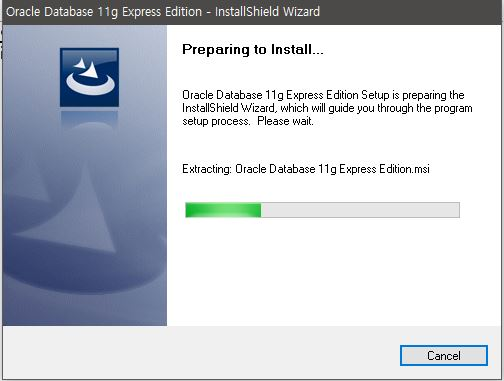 Oracle Database 11g Express Edition - InstallShield Wizard
Preparing to Install...
Oracle Database 11g Express Edition Setup is preparing the
InstallShield Wizard, which will guide you through the program
setup process. Please wait.
Extracting: Oracle Database 11g Express Edition.msi
Cancel